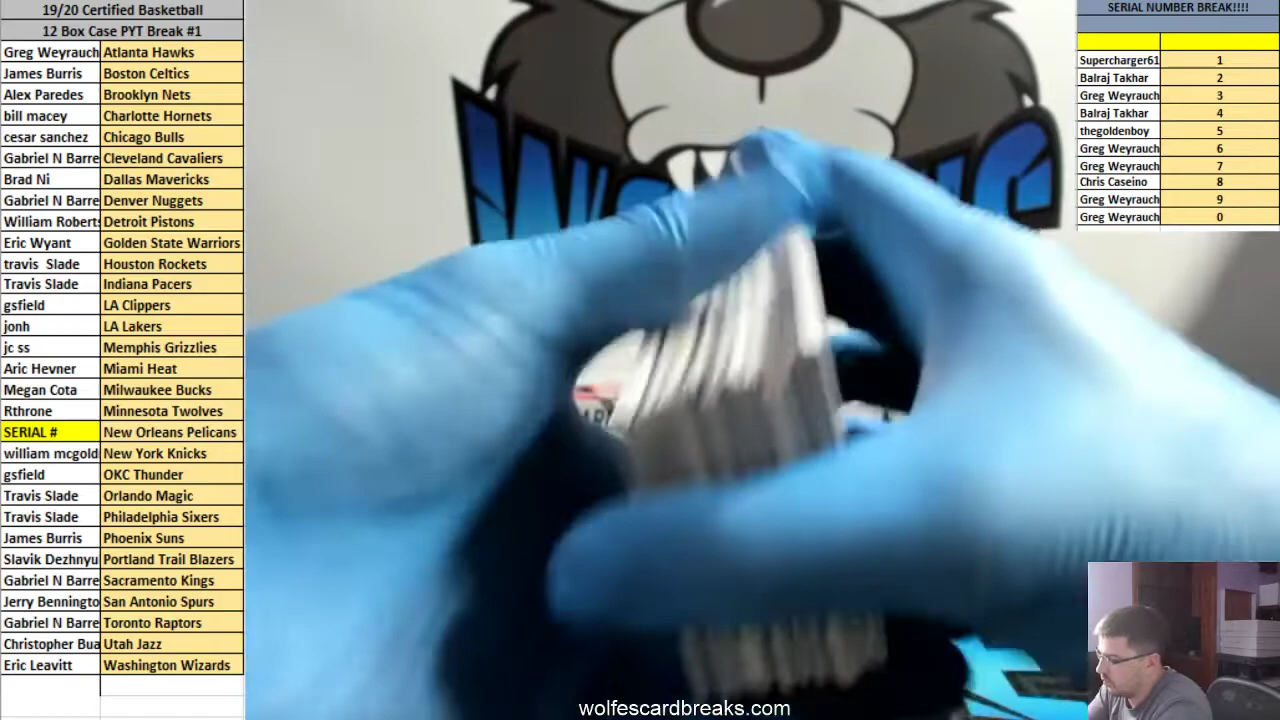 19/20 Certified Basketball
12 Box Case PYT Break #1
Greg Weyrauch Atlanta Hawks
James Burris Boston Celtics
Alex Paredes Brooklyn Nets
bill macey Charlotte Hornets
cesar sanchez Chicago Bulls
Gabriel N Barre Cleveland Cavaliers
Brad Ni Dallas Mavericks
Gabriel N Barre Denver Nuggets
William Roberts Detroit Pistons
Eric Wyant Golden State Warriors
travis Slade Houston Rockets
Travis Slade Indiana Pacers
gsfield LA Clippers
jonh LA Lakers
jc ss Memphis Grizzlies
Aric Hevner Miami Heat
Megan Cota Milwaukee Bucks
Rthrone Minnesota Twolves
SERIAL # New Orleans Pelicans
william mcgold New York Knicks
gsfield OKC Thunder
Travis Slade Orlando Magic
Travis Slade Philadelphia Sixers
James Burris Phoenix Suns
Slavik Dezhnyu Portland Trail Blazers
Gabriel N Barre Sacramento Kings
Jerry Benningto San Antonio Spurs
Gabriel N Barre Toronto Raptors
Christopher Bua Utah Jazz
Eric Leavitt Washington Wizards
SERIAL NUMBER BREAK!!!!
Supercharger61 1
Balraj Takhar 2
Greg Weyrauch 3
Balraj Takhar 4
thegoldenboy 5
Greg Weyrauch 6
Greg Weyrauch 7
Chris Caseino 8
Greg Weyrauch 9
Greg Weyrauch 0
wolfescardbreaks.com